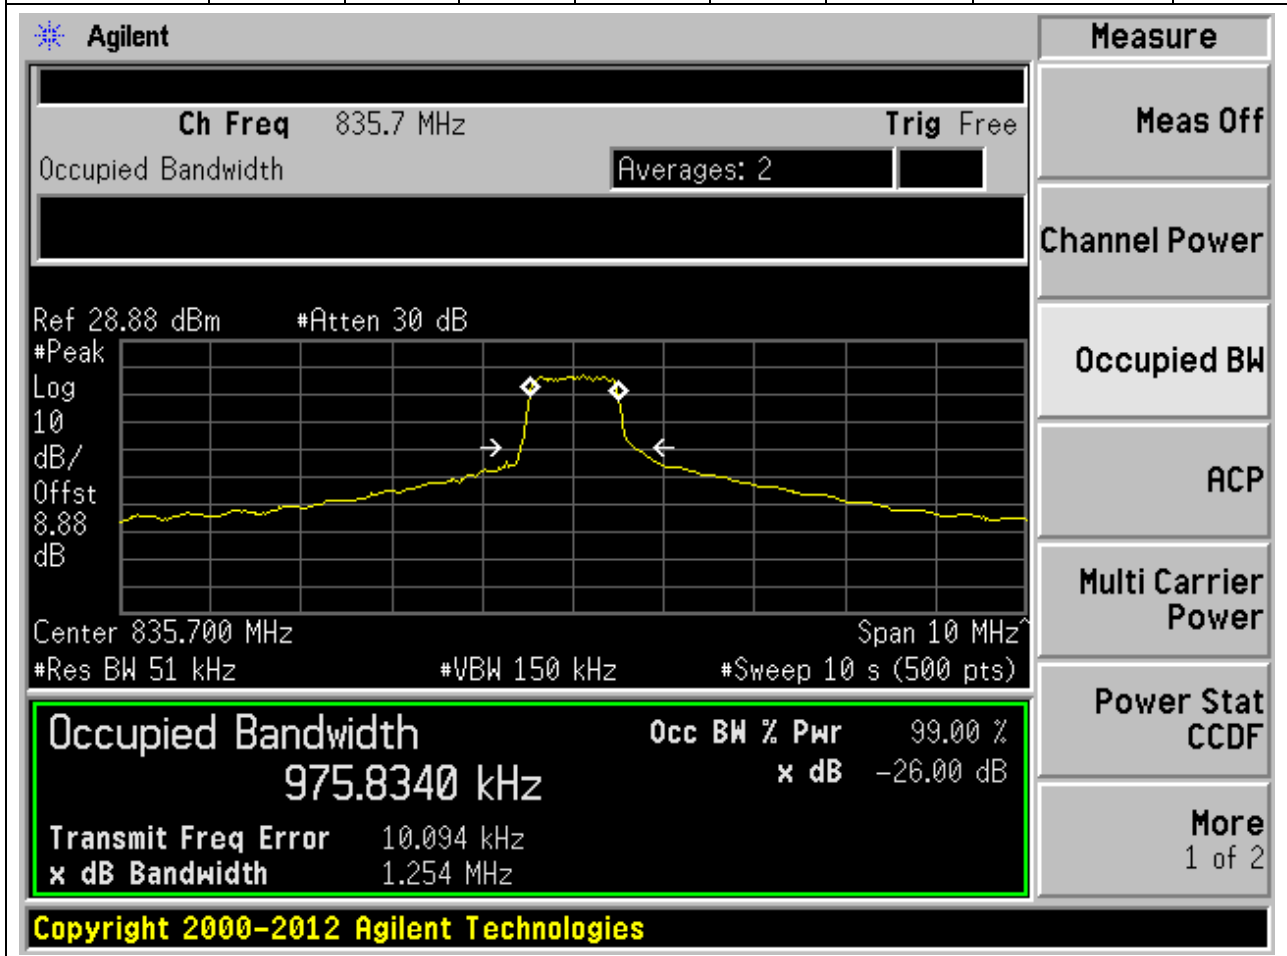 Agilent
Measure
Ch Freq 835.7 MHz Trig Free
Meas Off
Occupied Bandwidth Averages: 2
Channel Power
Ref 28.88 dBm #Atten 30 dB
#Peak
Log
10
dB/
Offst
8.88
dB
Occupied BW
ACP
Multi Carrier
Power
Center 835.700 MHz Span 10 MHz^
#Res BW 51 kHz #VBW 150 kHz #Sweep 10 s (500 pts)
Power Stat
CCDF
Occupied Bandwidth Occ BW % Pwr 99.00 %
975.8340 kHz x dB -26.00 dB
Transmit Freq Error 10.094 kHz
x dB Bandwidth 1.254 MHz
More
1 of 2
Copyright 2000-2012 Agilent Technologies